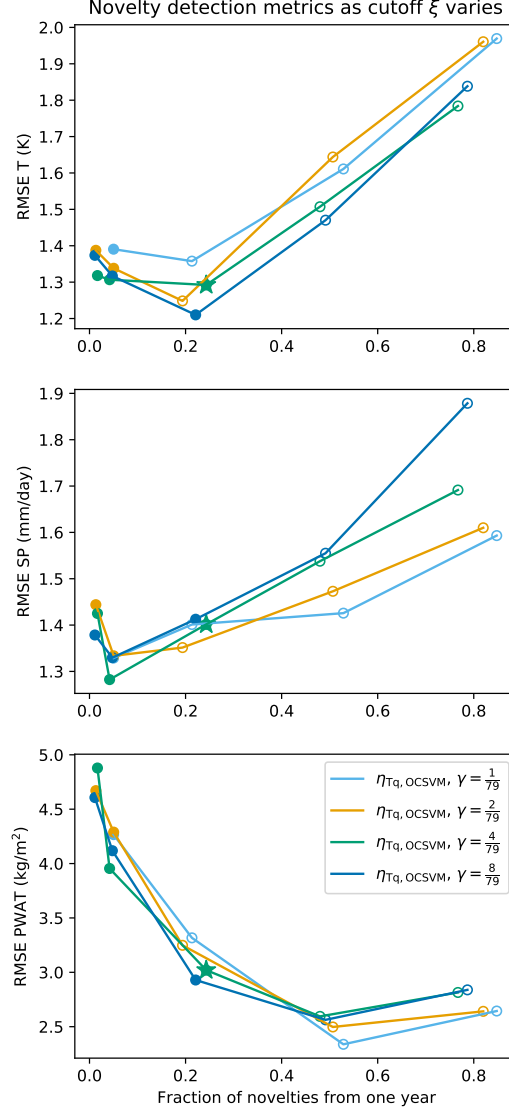 Novelty detection metrics as cutoff ξ varies
2.0
1.9
1.8
1.7
1.6
1.5
1.4
1.3
1.2
RMSE T (K)
0.0 0.2 0.4 0.6 0.8
1.9
1.8
1.7
1.6
1.5
1.4
1.3
RMSE SP (mm/day)
0.0 0.2 0.4 0.6 0.8
5.0
4.5
4.0
3.5
3.0
2.5
RMSE PWAT (kg/m²)
η_Tq, OCSVM, γ = 1/79
η_Tq, OCSVM, γ = 2/79
η_Tq, OCSVM, γ = 4/79
η_Tq, OCSVM, γ = 8/79
0.0 0.2 0.4 0.6 0.8
Fraction of novelties from one year